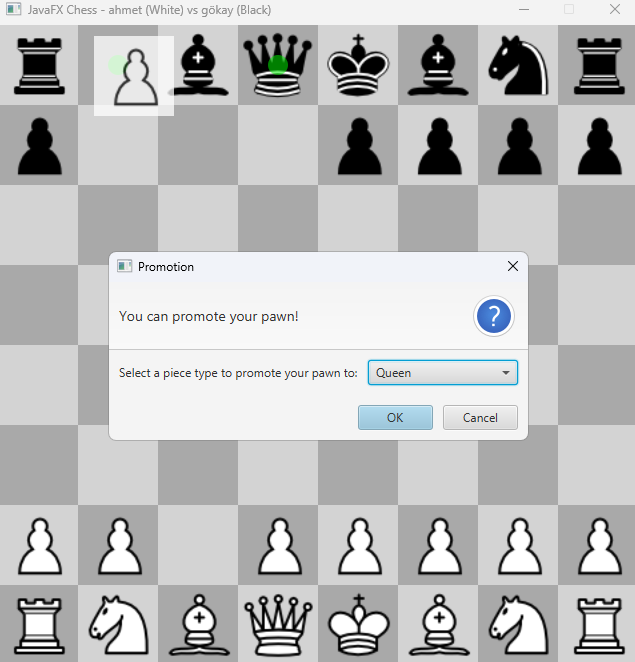 JavaFX Chess - ahmet (White) vs gökay (Black)
Promotion
You can promote your pawn!
?
Select a piece type to promote your pawn to: Queen
OK Cancel